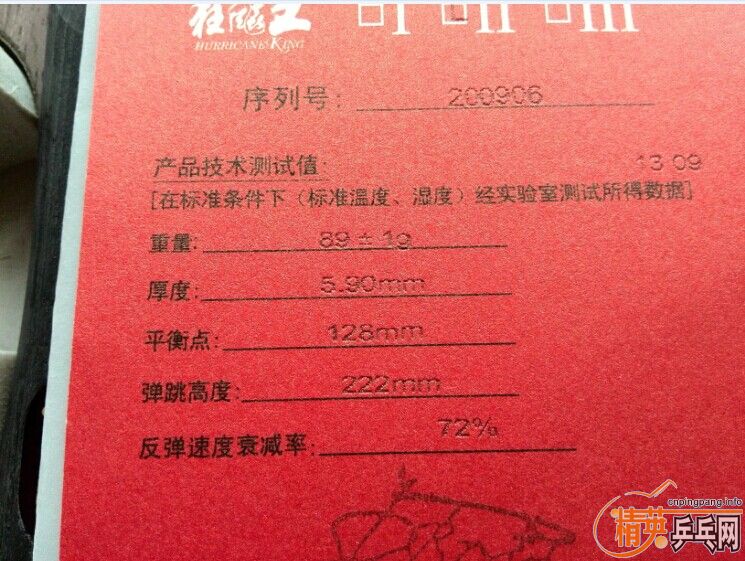 狂飚王
HURRICANE KING
□I □II □III
序列号: 200906
产品技术测试值: 13 09
[在标准条件下（标准温度、湿度）经实验室测试所得数据]
重量: 89±1g
厚度: 5.90mm
平衡点: 128mm
弹跳高度: 222mm
反弹速度衰减率: 72%
cnpingpang.info
精英乒乓网